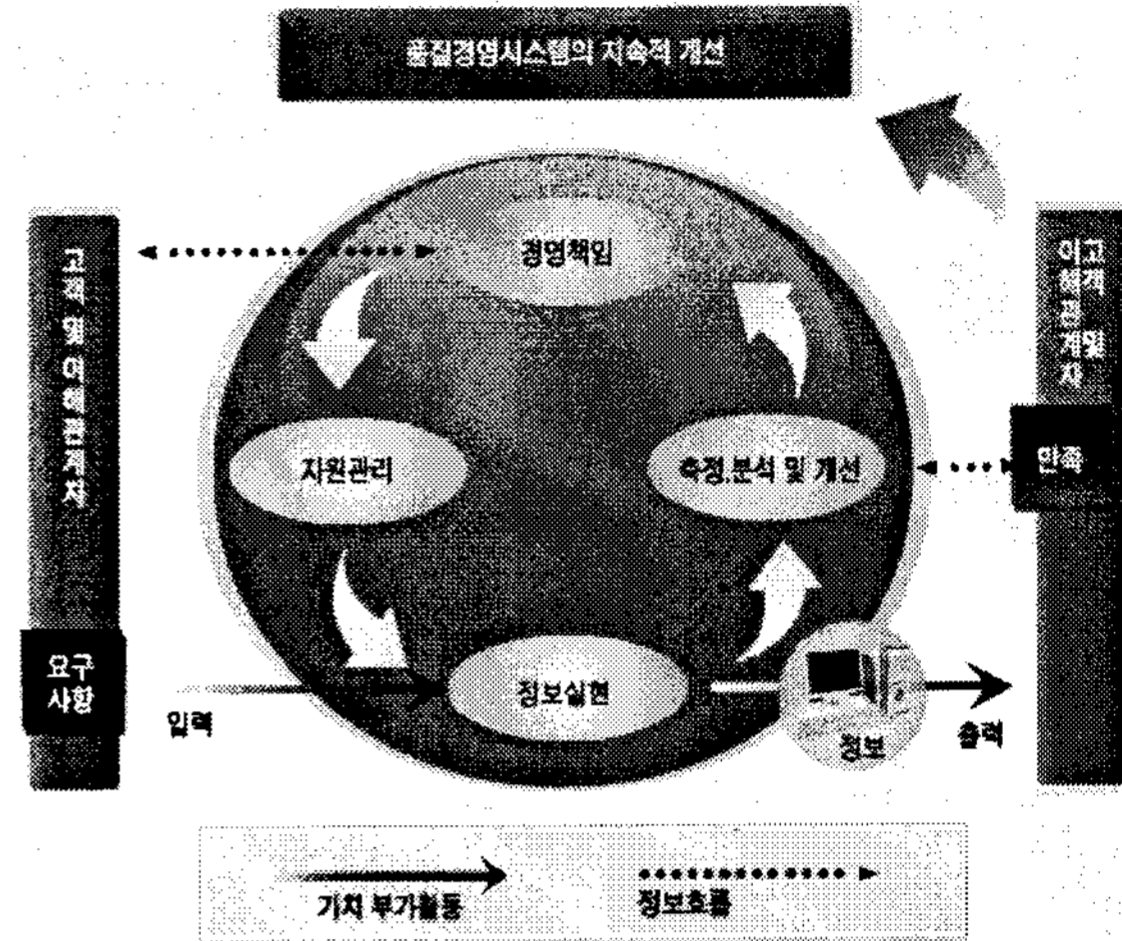 품질경영시스템의 지속적 개선
고객 및 이해관계자
경영책임
고객 및
이해관계자
자원관리
측정.분석 및 개선
만족
요구
사항
입력
정보실현
정보
출력
가치 부가활동
정보흐름